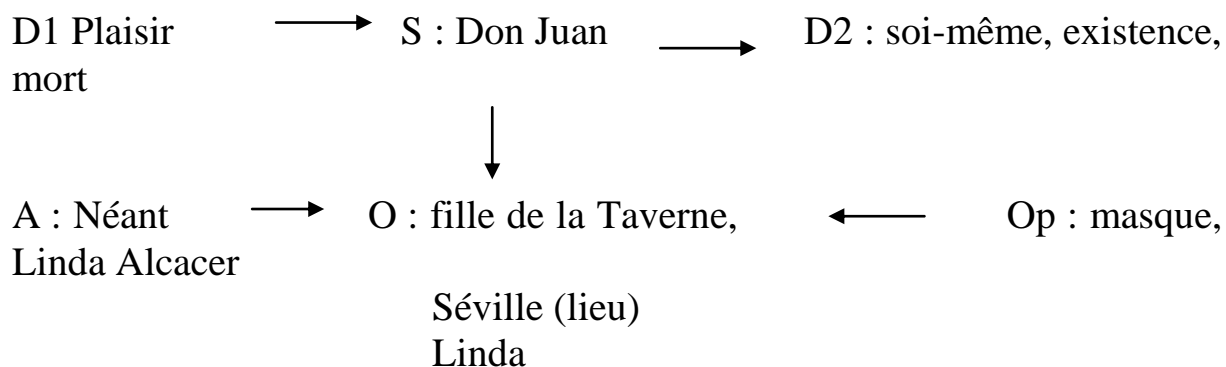 D1 Plaisir S : Don Juan D2 : soi-même, existence,
mort
A : Néant O : fille de la Taverne, Op : masque,
Linda Alcacer
Séville (lieu)
Linda